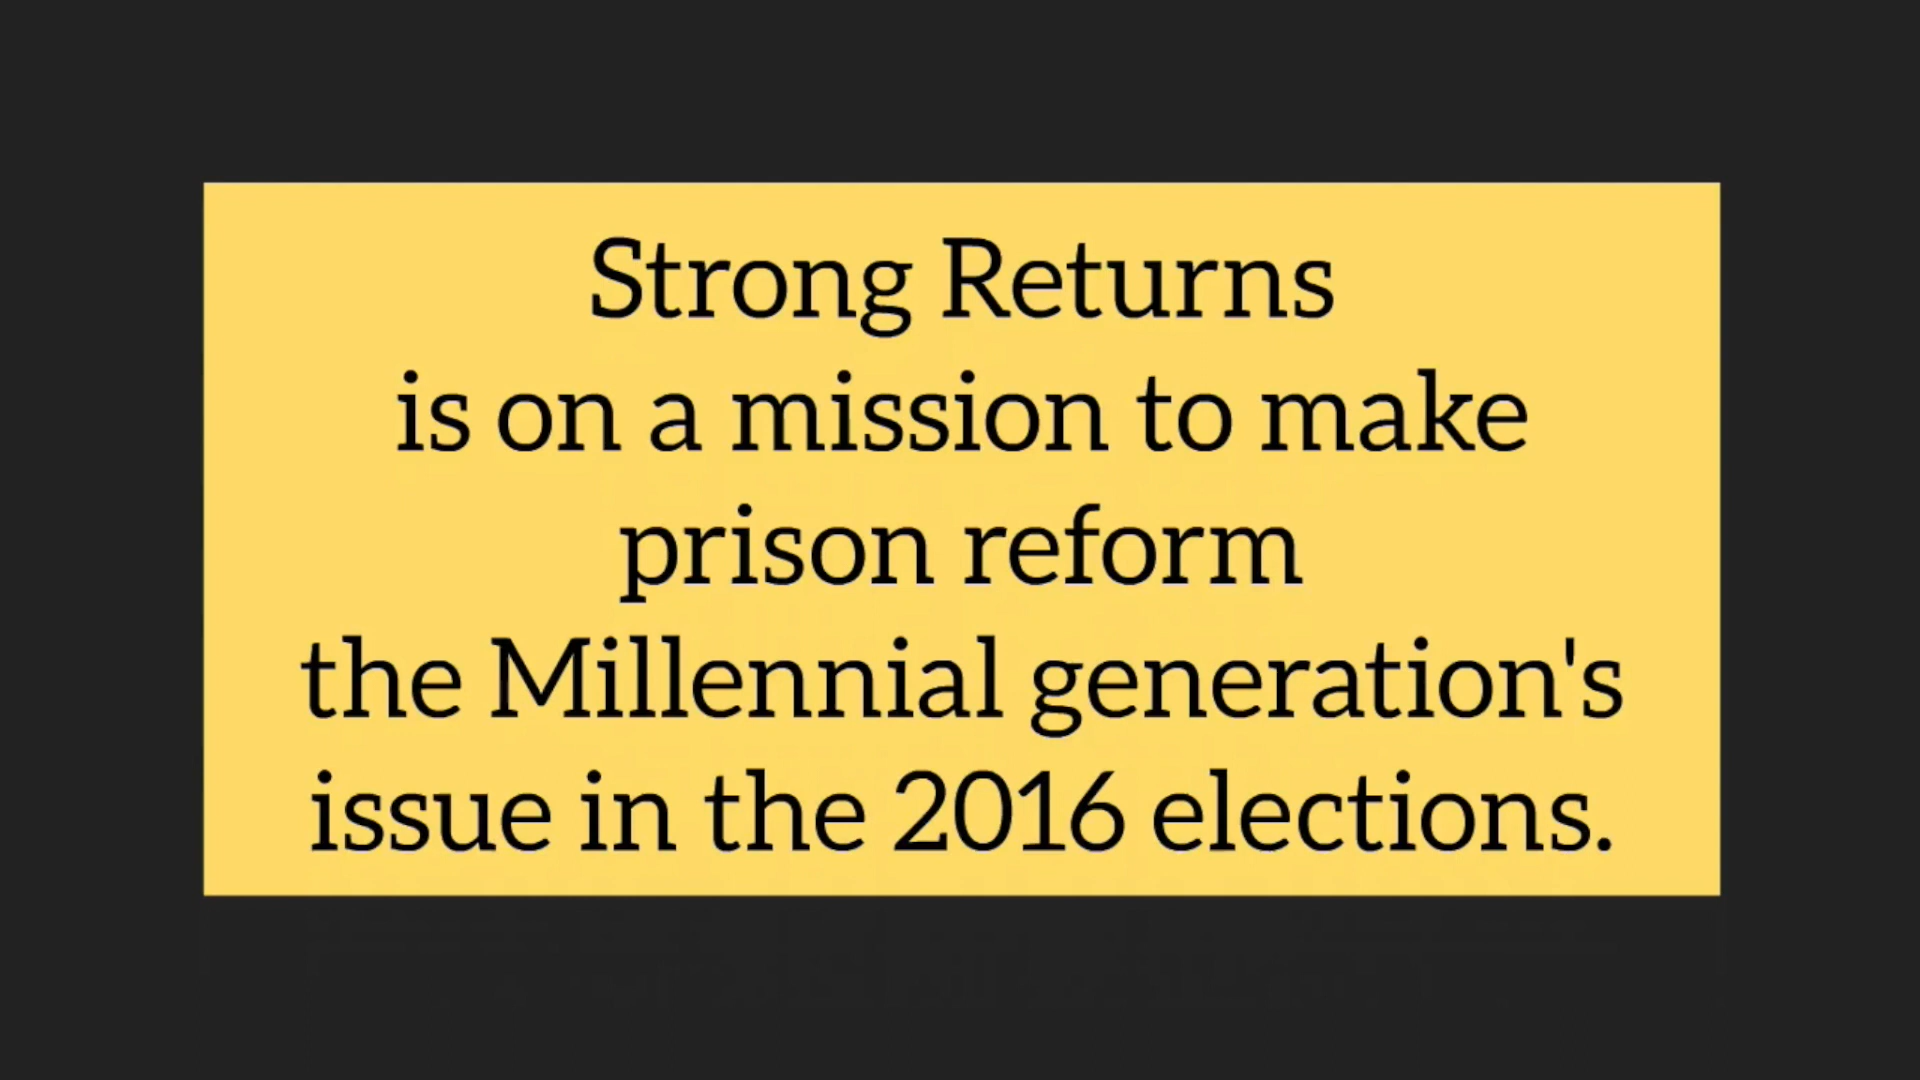 Strong Returns
is on a mission to make
prison reform
the Millennial generation's
issue in the 2016 elections.